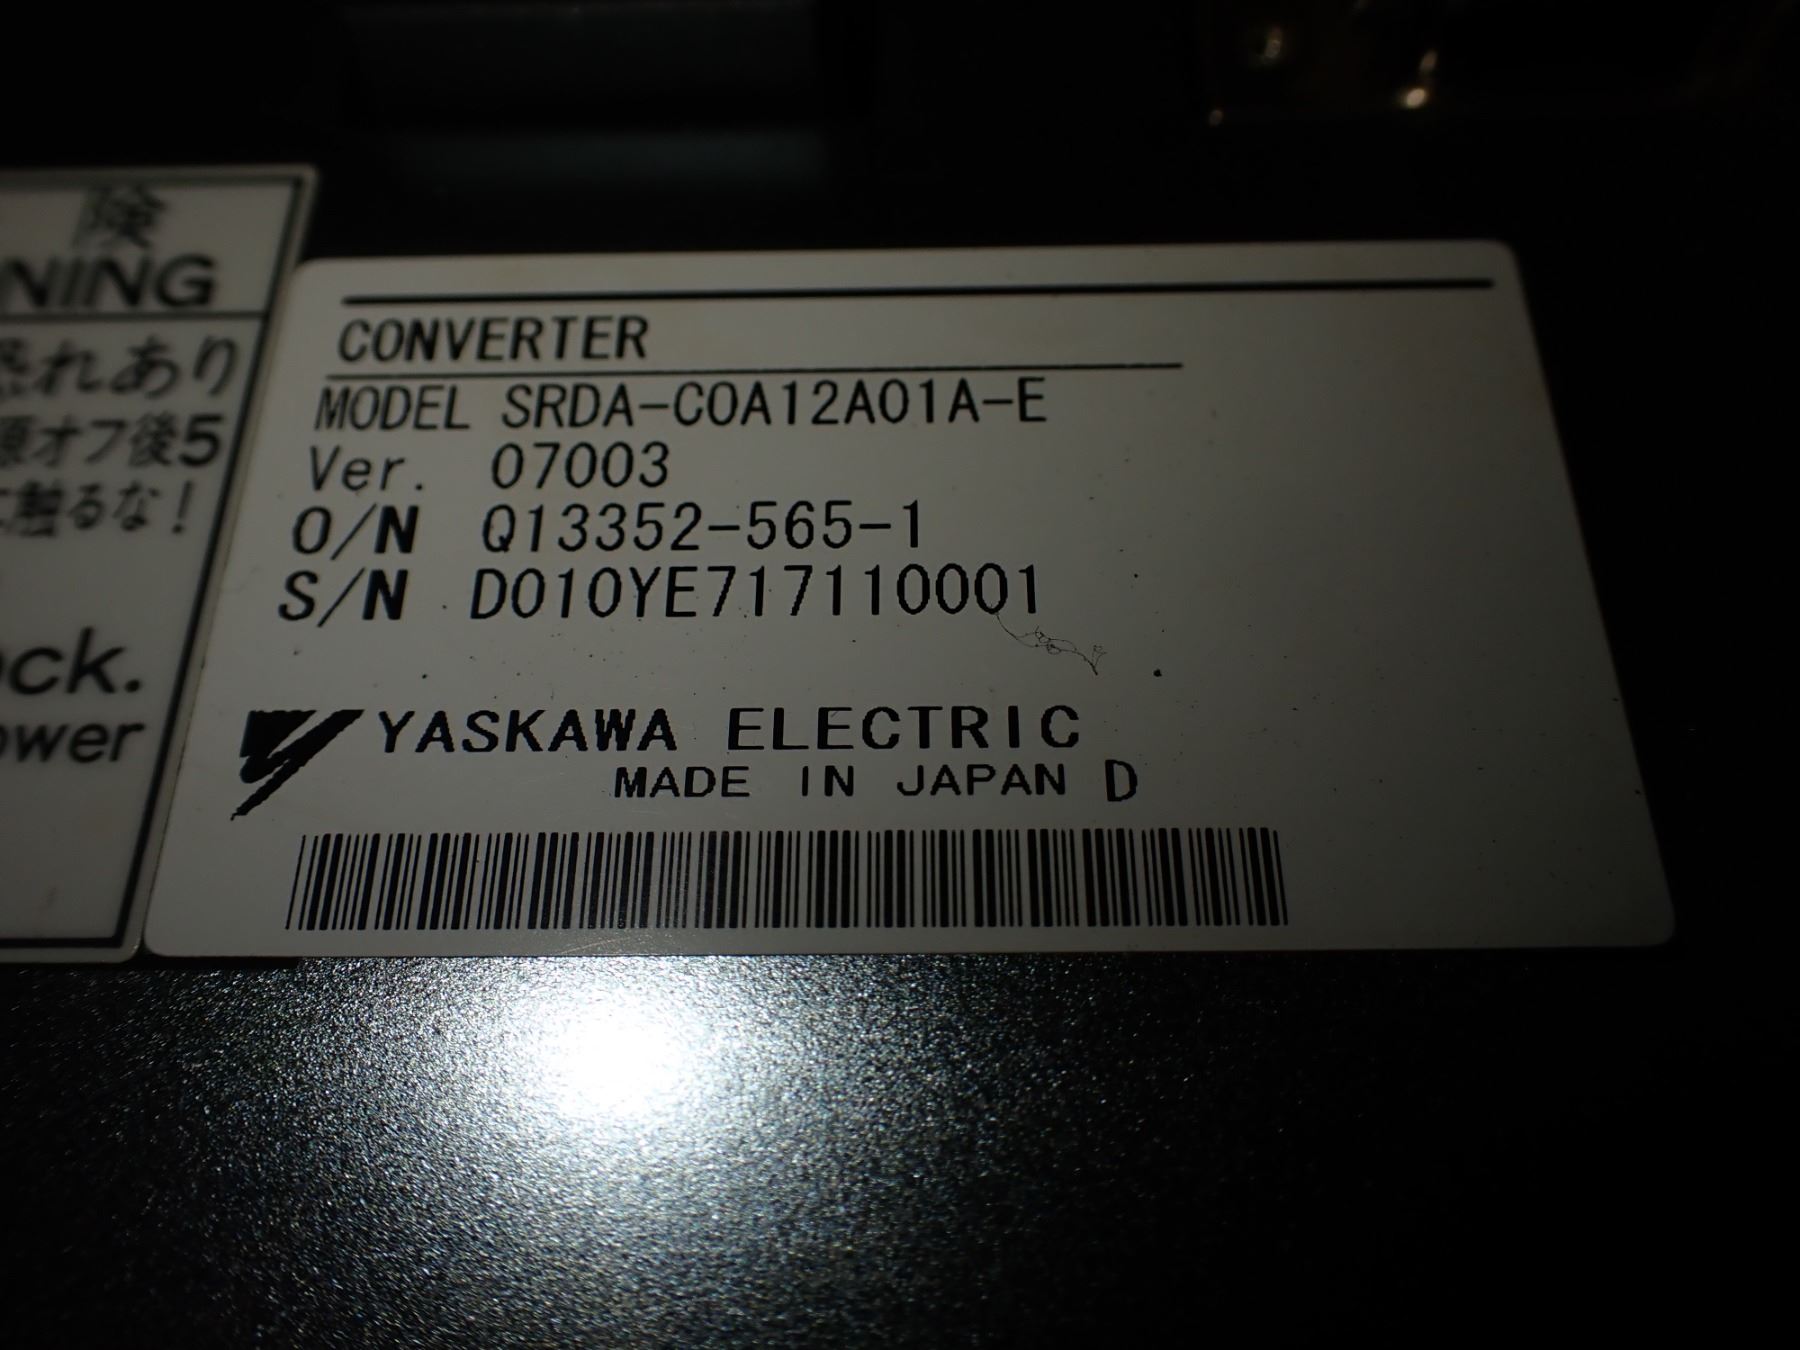 険
NING
恐れあり
源オフ後5
に触るな!
ock.
ower
CONVERTER
MODEL SRDA-COA12A01A-E
Ver. 07003
O/N Q13352-565-1
S/N D010YE717110001
YASKAWA ELECTRIC
MADE IN JAPAN D